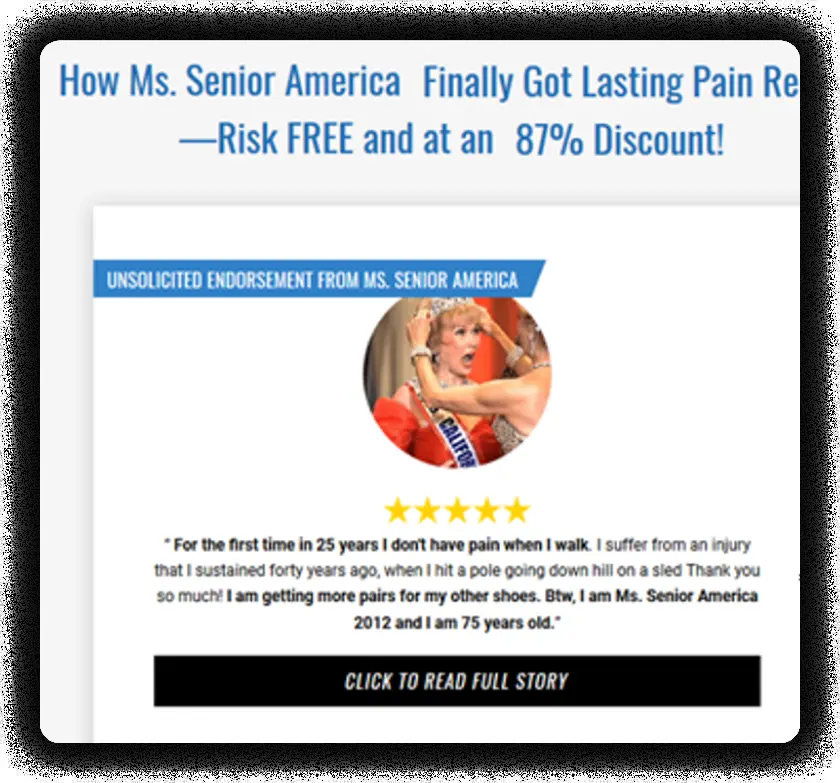 How Ms. Senior America Finally Got Lasting Pain Re
—Risk FREE and at an 87% Discount!
UNSOLICITED ENDORSEMENT FROM MS. SENIOR AMERICA
CALIFOR
“ For the first time in 25 years I don't have pain when I walk. I suffer from an injury
that I sustained forty years ago, when I hit a pole going down hill on a sled Thank you
so much! I am getting more pairs for my other shoes. Btw, I am Ms. Senior America
2012 and I am 75 years old.”
CLICK TO READ FULL STORY